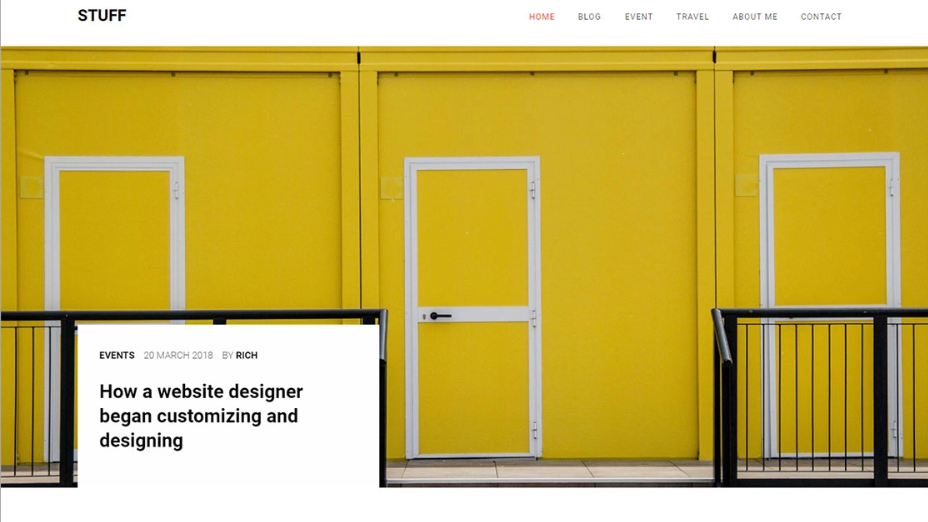 STUFF
HOME BLOG EVENT TRAVEL ABOUT ME CONTACT
EVENTS 20 MARCH 2018 BY RICH
How a website designer
began customizing and
designing